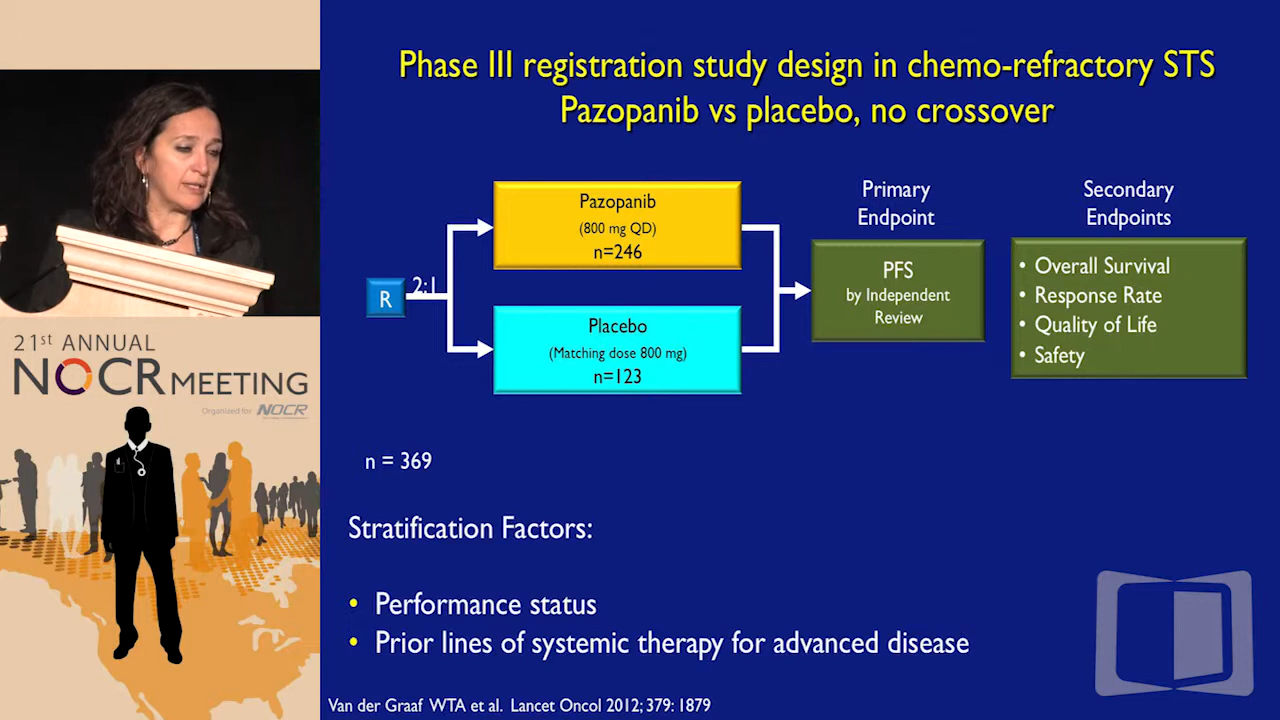 Phase III registration study design in chemo-refractory STS
Pazopanib vs placebo, no crossover
R
2:1
Pazopanib
(800 mg QD)
n=246
Placebo
(Matching dose 800 mg)
n=123
Primary
Endpoint
PFS
by Independent
Review
Secondary
Endpoints
• Overall Survival
• Response Rate
• Quality of Life
• Safety
n = 369
Stratification Factors:
• Performance status
• Prior lines of systemic therapy for advanced disease
Van der Graaf WTA et al. Lancet Oncol 2012; 379: 1879
21st ANNUAL
NOCR MEETING
Organized for NOCR